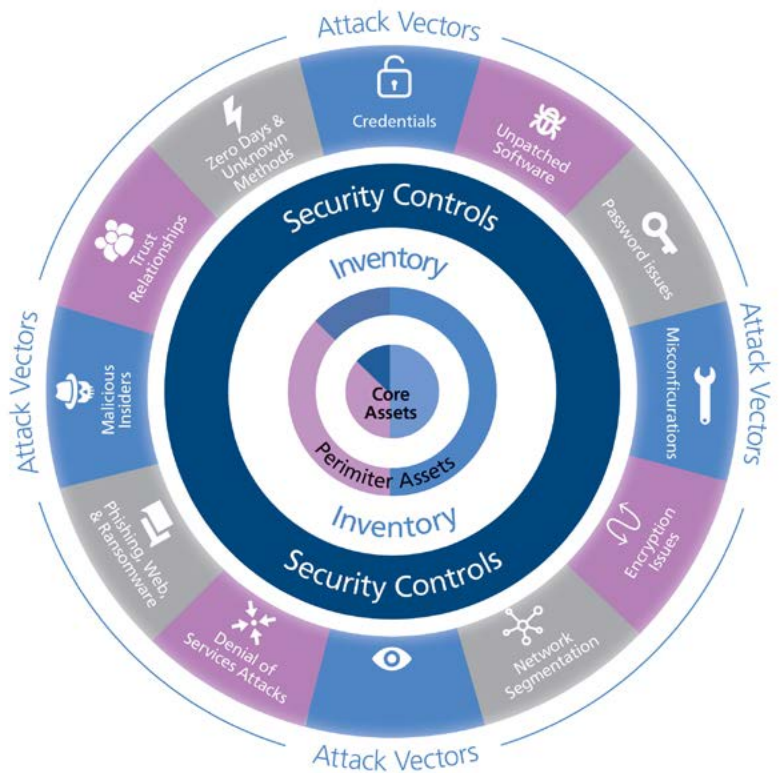 Attack Vectors
Credentials
Unpatched
Software
Password issues
Attack Vectors
Misconficurations
Encryption
Issues
Network
Segmentation
Attack Vectors
Denial of
Services Attacks
Phishing, Web,
& Ransomware
Attack Vectors
Malicious
Insiders
Trust
Relationships
Zero Days &
Unknown
Methods
Security Controls
Inventory
Core
Assets
Perimiter Assets
Inventory
Security Controls